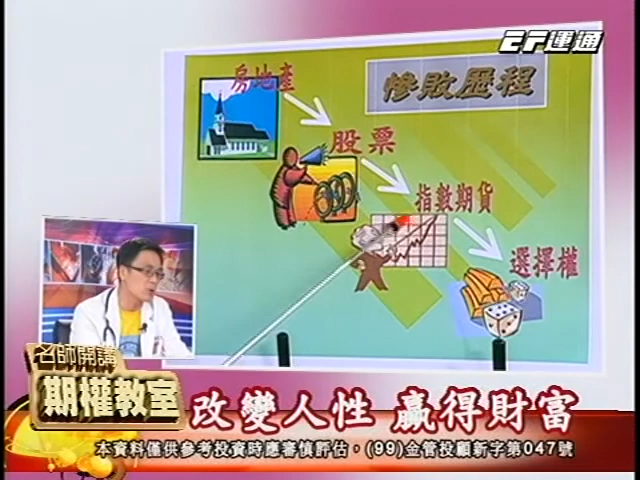 ET運通
慘敗歷程
房地產
股票
指數期貨
選擇權
名師開講
期權教室
改變人性 贏得財富
本資料僅供參考投資時應審慎評估，(99)金管投顧新字第047號